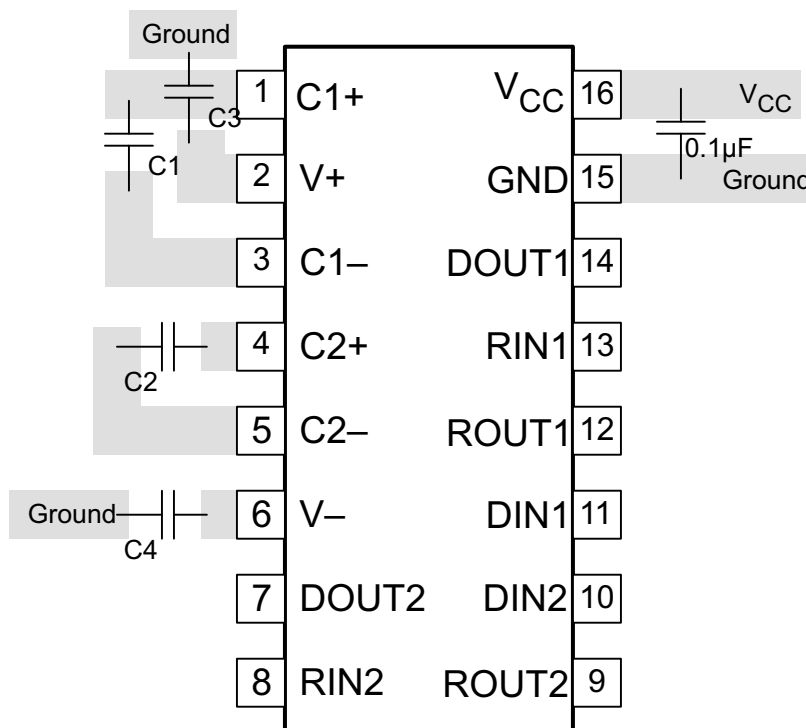 Ground
1 C1+ VCC 16 VCC
C3
C1
0.1µF
2 V+ GND 15 Ground
3 C1– DOUT1 14
4 C2+ RIN1 13
C2
5 C2– ROUT1 12
Ground 6 V– DIN1 11
C4
7 DOUT2 DIN2 10
8 RIN2 ROUT2 9